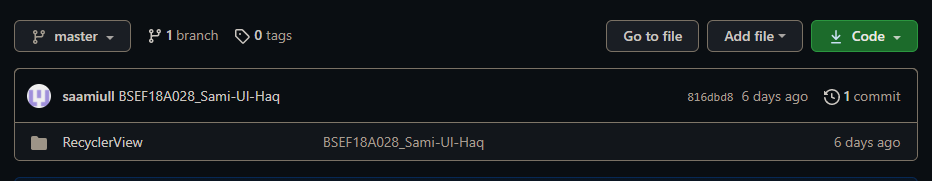 master 1 branch 0 tags Go to file Add file Code
saamiull BSEF18A028_Sami-Ul-Haq 816dbd8 6 days ago 1 commit
RecyclerView BSEF18A028_Sami-Ul-Haq 6 days ago